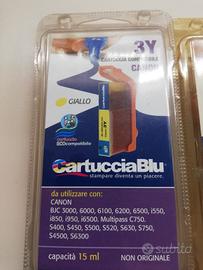 3Y
CARTUCCIA COMPATIBILE
CANON
GIALLO
cartuccia
ECOcompatibile
CartucciaBlu
stampare diventa un piacere.
da utilizzare con:
CANON
BJC 3000, 6000, 6100, 6200, 6500, i550,
i850, i950, i6500. Multipass C750.
S400, S450, S500, S520, S630, S750,
S4500, S6300
capacità 15 ml
NON ORIGINALE
subito